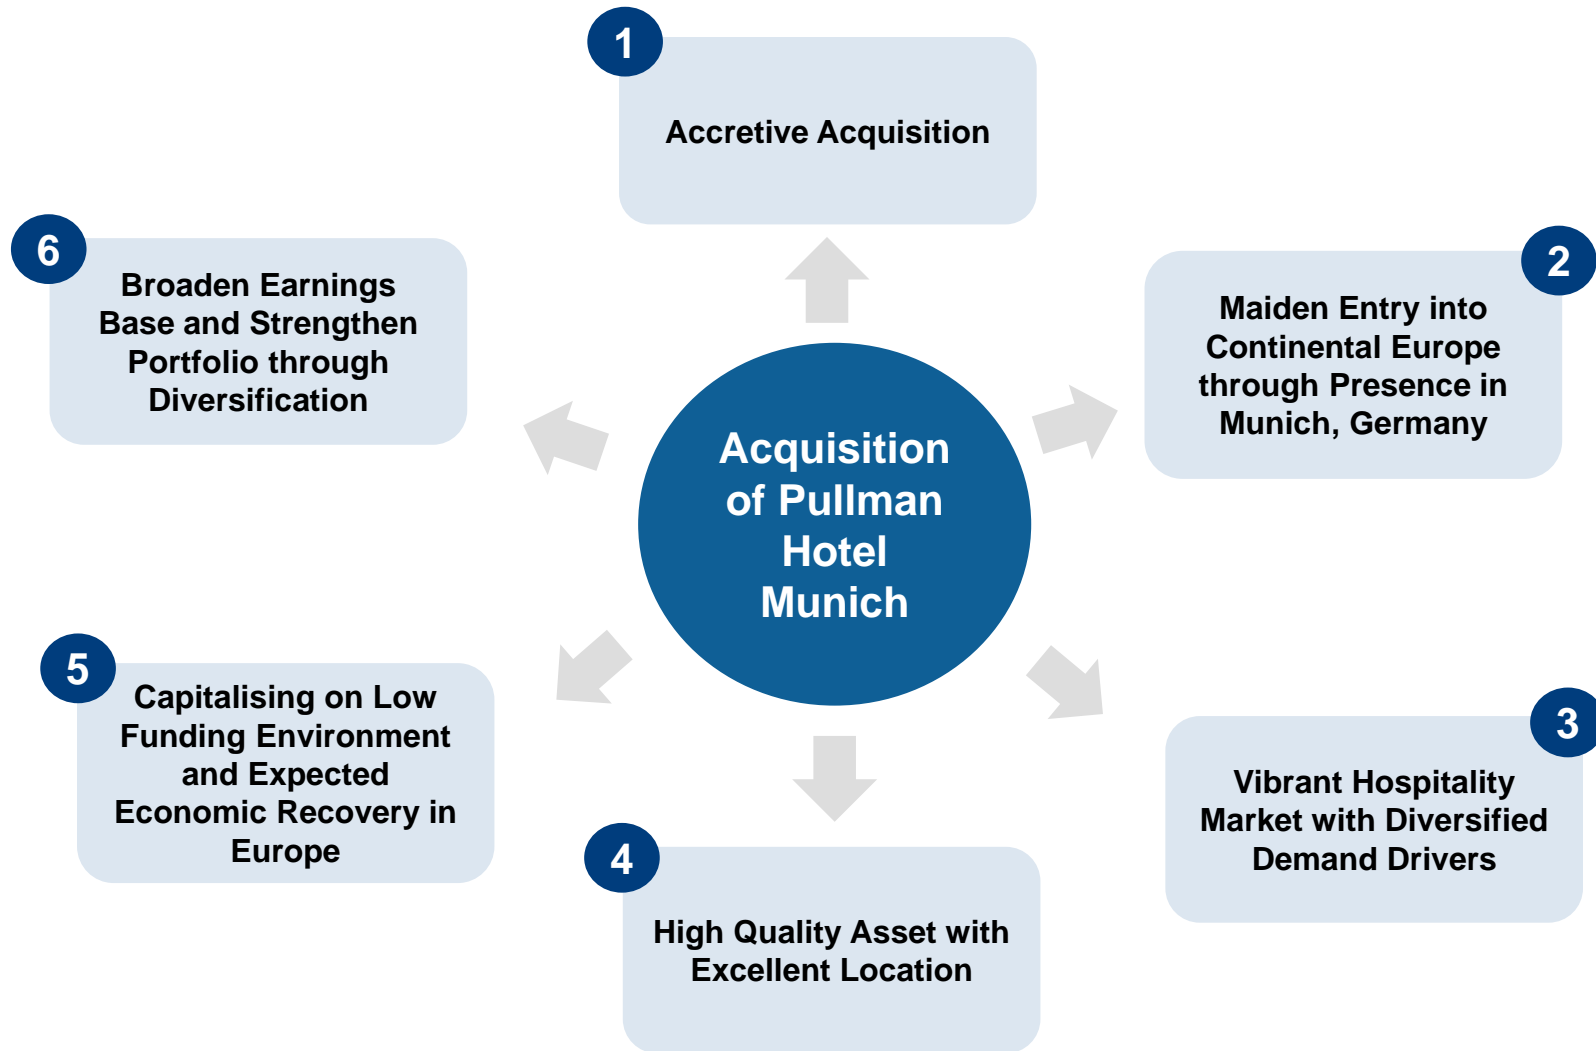 1
Accretive Acquisition
2
Maiden Entry into
Continental Europe
through Presence in
Munich, Germany
3
Vibrant Hospitality
Market with Diversified
Demand Drivers
4
High Quality Asset with
Excellent Location
5
Capitalising on Low
Funding Environment
and Expected
Economic Recovery in
Europe
6
Broaden Earnings
Base and Strengthen
Portfolio through
Diversification
Acquisition
of Pullman
Hotel
Munich